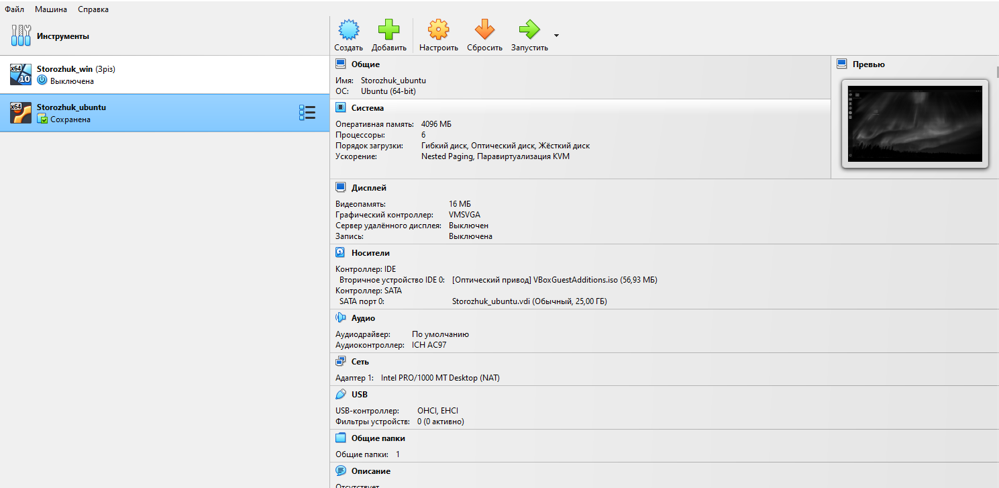 Файл Машина Справка
Инструменты
Storozhuk_win (Зріз)
Выключена
Storozhuk_ubuntu
Сохранена
Создать Добавить Настроить Сбросить Запустить
Общие
Имя: Storozhuk_ubuntu
ОС: Ubuntu (64-bit)
Система
Оперативная память: 4096 МБ
Процессоры: 6
Порядок загрузки: Гибкий диск, Оптический диск, Жёсткий диск
Ускорение: Nested Paging, Паравиртуализация KVM
Превью
Дисплей
Видеопамять: 16 МБ
Графический контроллер: VMSVGA
Сервер удалённого дисплея: Выключен
Запись: Выключена
Носители
Контроллер: IDE
Вторичное устройство IDE 0: [Оптический привод] VBoxGuestAdditions.iso (56,93 МБ)
Контроллер: SATA
SATA порт 0: Storozhuk_ubuntu.vdi (Обычный, 25,00 ГБ)
Аудио
Аудиодрайвер: По умолчанию
Аудиоконтроллер: ICH AC97
Сеть
Адаптер 1: Intel PRO/1000 MT Desktop (NAT)
USB
USB-контроллер: OHCI, EHCI
Фильтры устройств: 0 (0 активно)
Общие папки
Общие папки: 1
Описание
Отсутствует